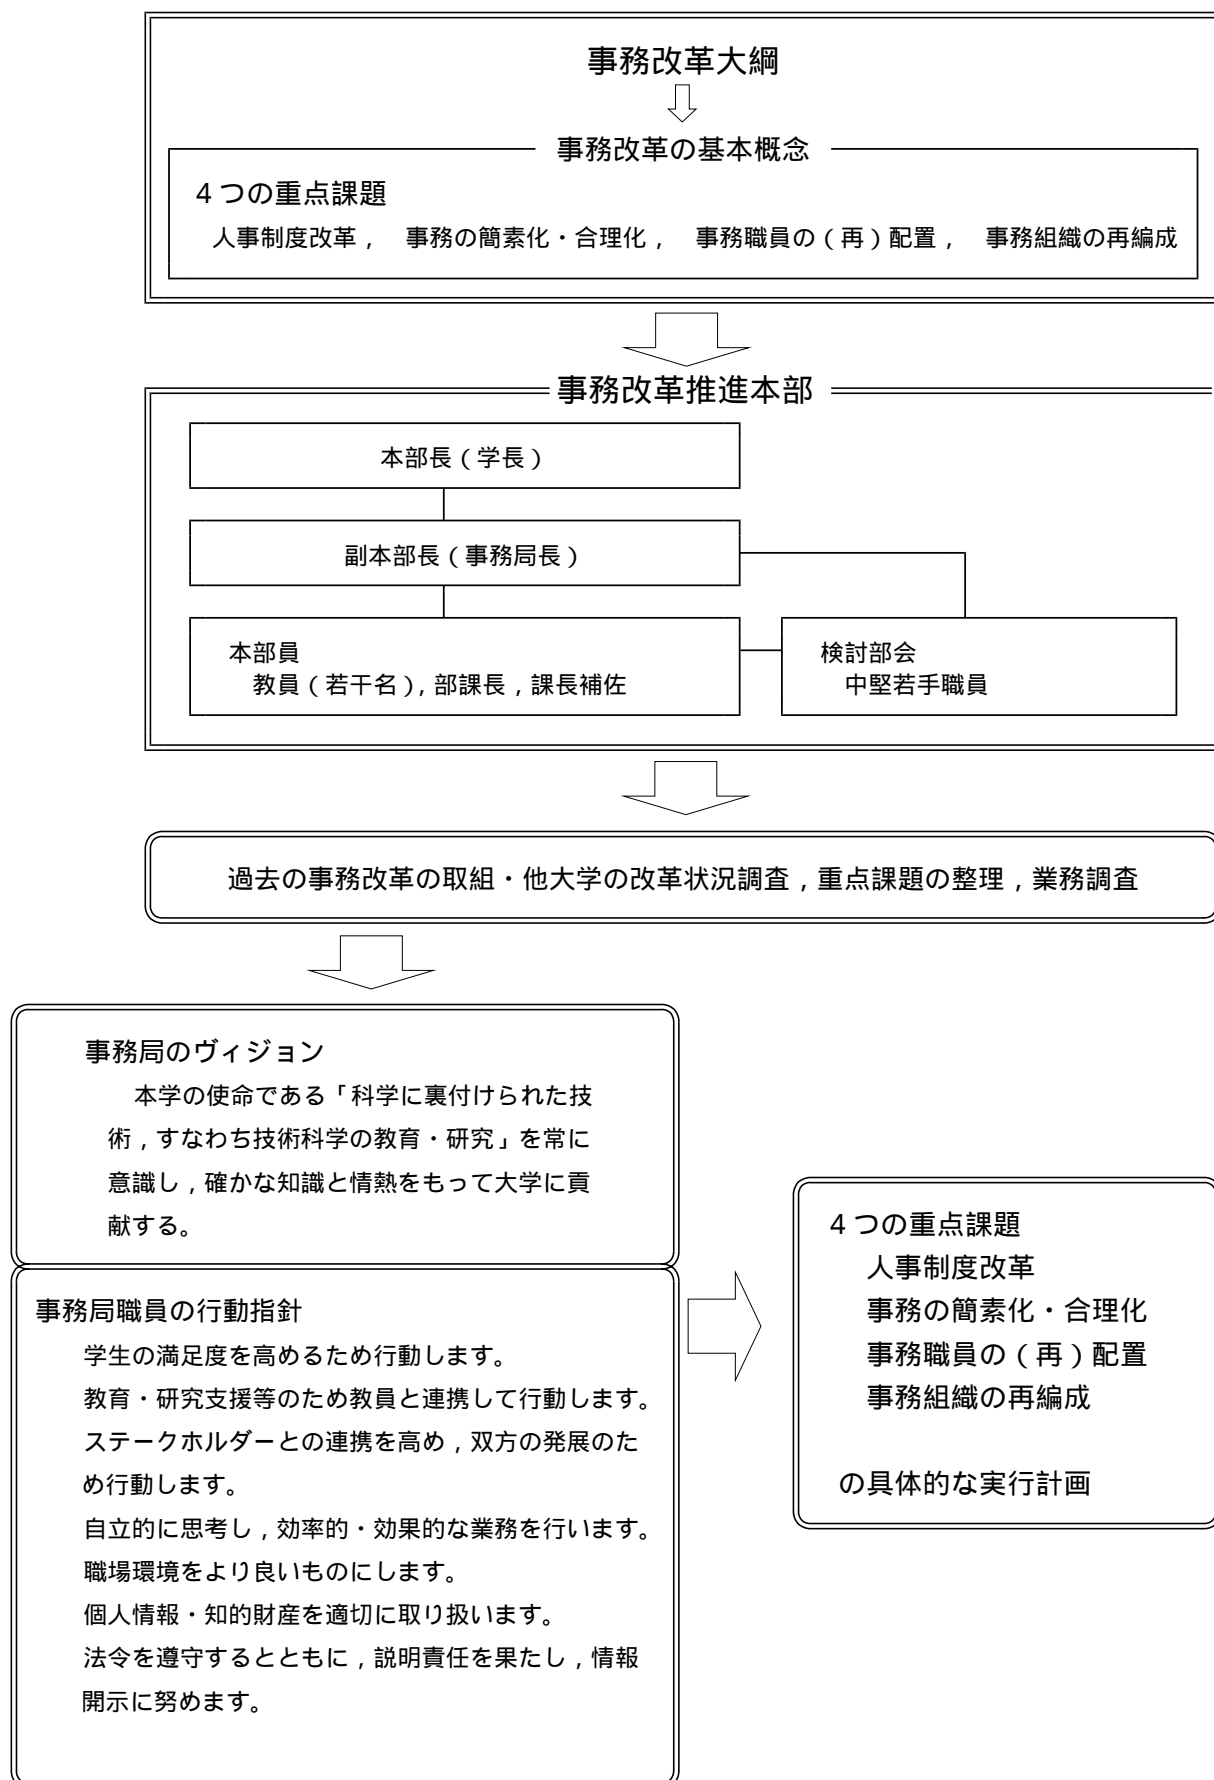 事務改革大綱
事務改革の基本概念
４つの重点課題
人事制度改革，　事務の簡素化・合理化，　事務職員の（再）配置，　事務組織の再編成
事務改革推進本部
本部長（学長）
副本部長（事務局長）
本部員
教員（若干名），部課長，課長補佐
検討部会
中堅若手職員
過去の事務改革の取組・他大学の改革状況調査，重点課題の整理，業務調査
事務局のヴィジョン
本学の使命である「科学に裏付けられた技
術，すなわち技術科学の教育・研究」を常に
意識し，確かな知識と情熱をもって大学に貢
献する。
事務局職員の行動指針
学生の満足度を高めるため行動します。
教育・研究支援等のため教員と連携して行動します。
ステークホルダーとの連携を高め，双方の発展のた
め行動します。
自立的に思考し，効率的・効果的な業務を行います。
職場環境をより良いものにします。
個人情報・知的財産を適切に取り扱います。
法令を遵守するとともに，説明責任を果たし，情報
開示に努めます。
４つの重点課題
人事制度改革
事務の簡素化・合理化
事務職員の（再）配置
事務組織の再編成
の具体的な実行計画